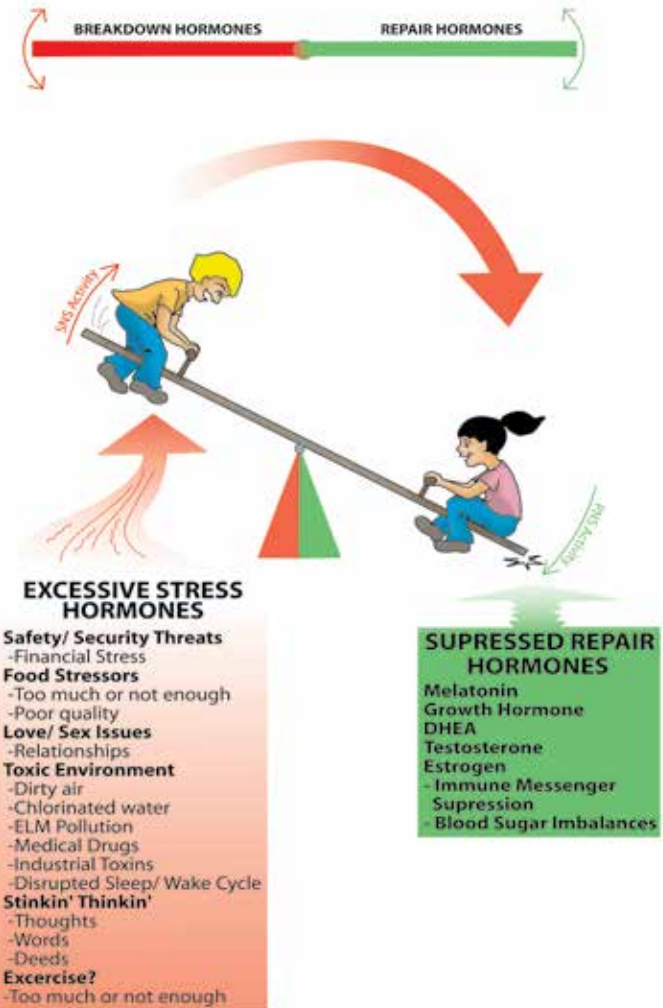 BREAKDOWN HORMONES
REPAIR HORMONES
SNS Activity
PNS Activity
EXCESSIVE STRESS
HORMONES
Safety/ Security Threats
-Financial Stress
Food Stressors
-Too much or not enough
-Poor quality
Love/ Sex Issues
-Relationships
Toxic Environment
-Dirty air
-Chlorinated water
-ELM Pollution
-Medical Drugs
-Industrial Toxins
-Disrupted Sleep/ Wake Cycle
Stinkin' Thinkin'
-Thoughts
-Words
-Deeds
Excercise?
-Too much or not enough
SUPRESSED REPAIR
HORMONES
Melatonin
Growth Hormone
DHEA
Testosterone
Estrogen
- Immune Messenger
Supression
- Blood Sugar Imbalances